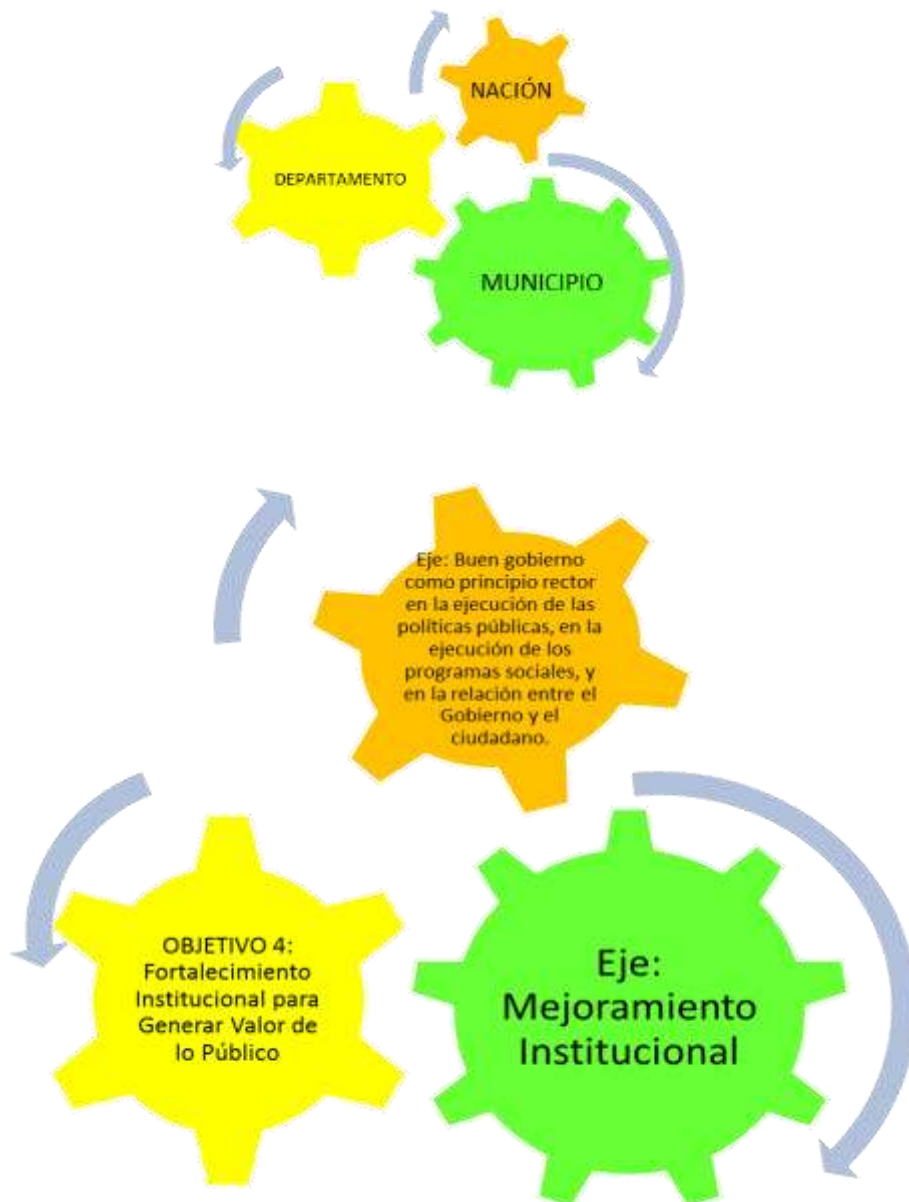 NACIÓN
DEPARTAMENTO
MUNICIPIO
Eje: Buen gobierno
como principio rector
en la ejecución de las
políticas públicas, en la
ejecución de los
programas sociales, y
en la relación entre el
Gobierno y el
ciudadano.
OBJETIVO 4:
Fortalecimiento
Institucional para
Generar Valor de
lo Público
Eje:
Mejoramiento
Institucional